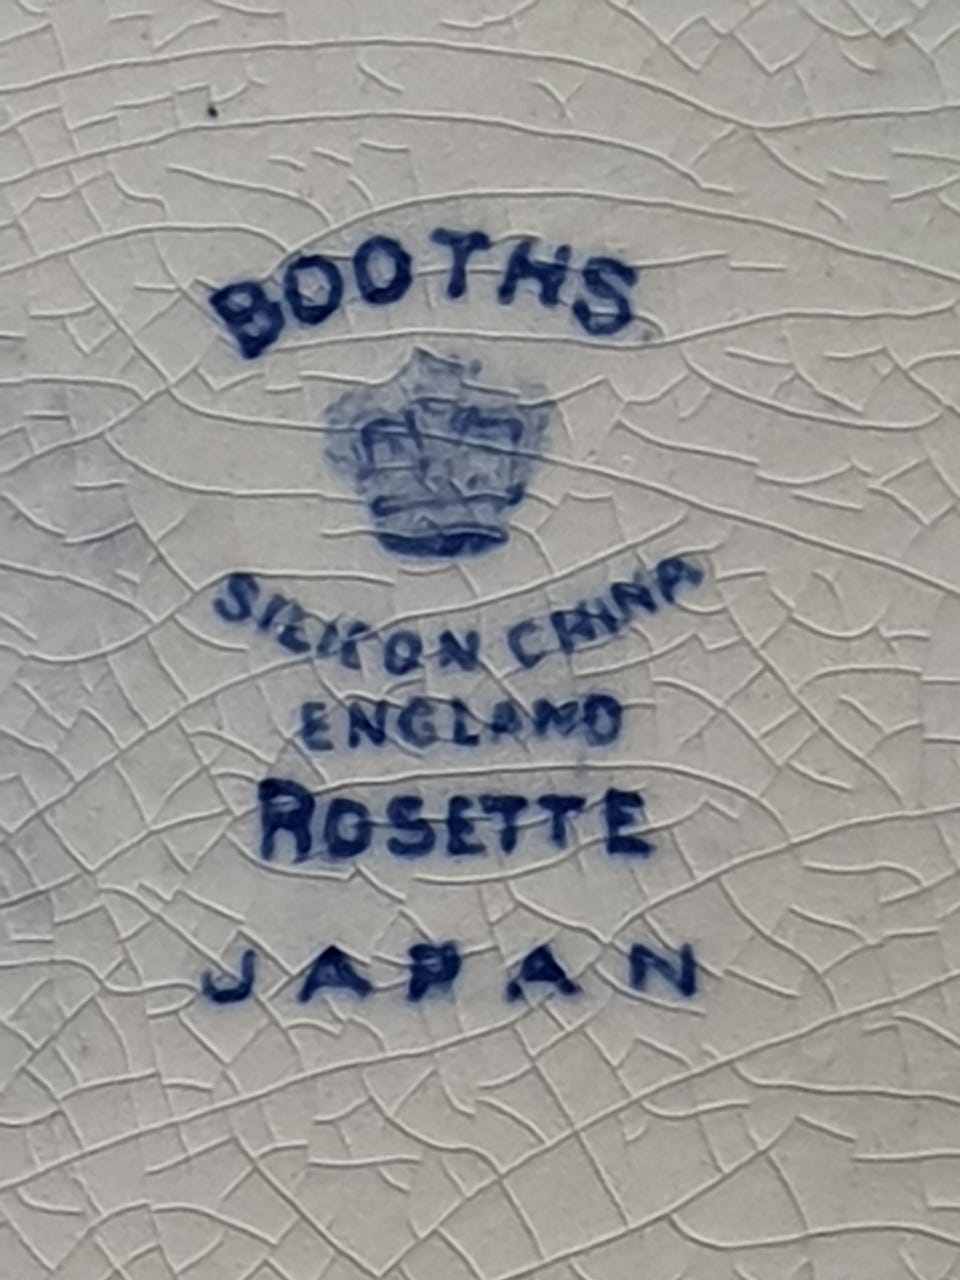 BOOTHS
SILICON CHINA
ENGLAND
ROSETTE
JAPAN